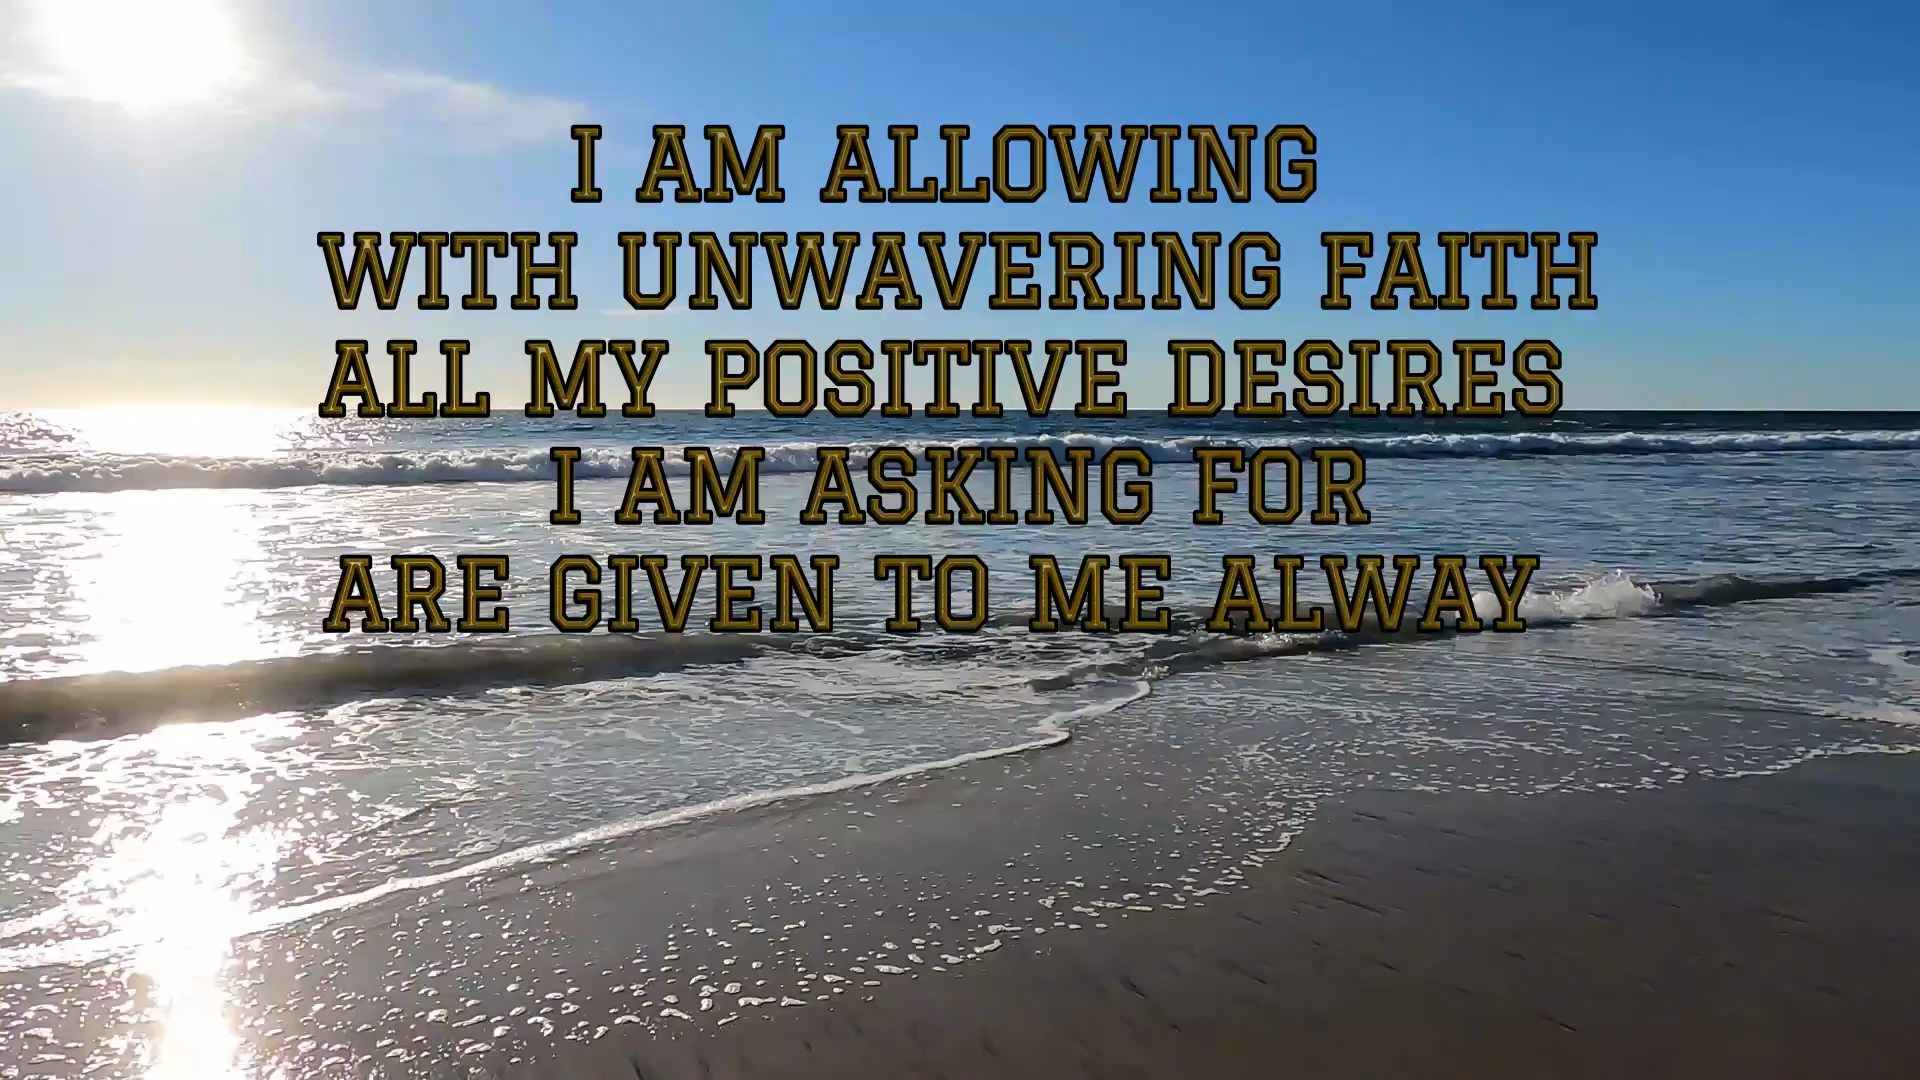 I AM ALLOWING
WITH UNWAVERING FAITH
ALL MY POSITIVE DESIRES
I AM ASKING FOR
ARE GIVEN TO ME ALWAY